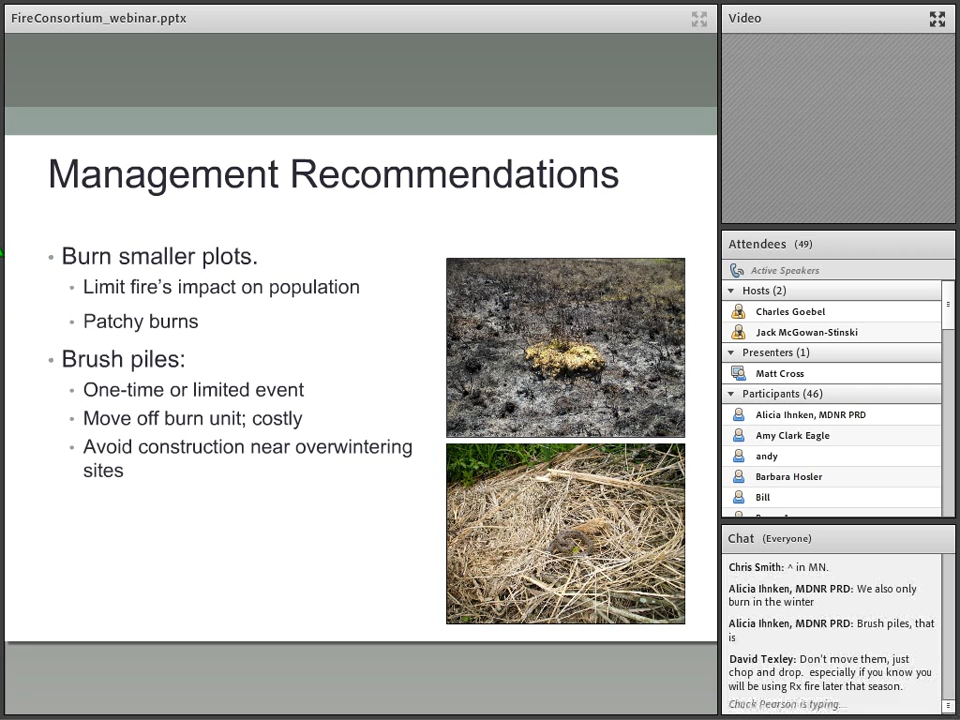 FireConsortium_webinar.pptx
Management Recommendations
• Burn smaller plots.
• Limit fire's impact on population
• Patchy burns
• Brush piles:
• One-time or limited event
• Move off burn unit; costly
• Avoid construction near overwintering
sites
Video
Attendees (49)
Active Speakers
Hosts (2)
Charles Goebel
Jack McGowan-Stinski
Presenters (1)
Matt Cross
Participants (46)
Alicia Ihnken, MDNR PRD
Amy Clark Eagle
andy
Barbara Hosler
Bill
Chat (Everyone)
Chris Smith: ^ in MN.
Alicia Ihnken, MDNR PRD: We also only
burn in the winter
Alicia Ihnken, MDNR PRD: Brush piles, that
is
David Texley: Don't move them, just
chop and drop. especially if you know you
will be using Rx fire later that season.
Chuck Pearson is typing...